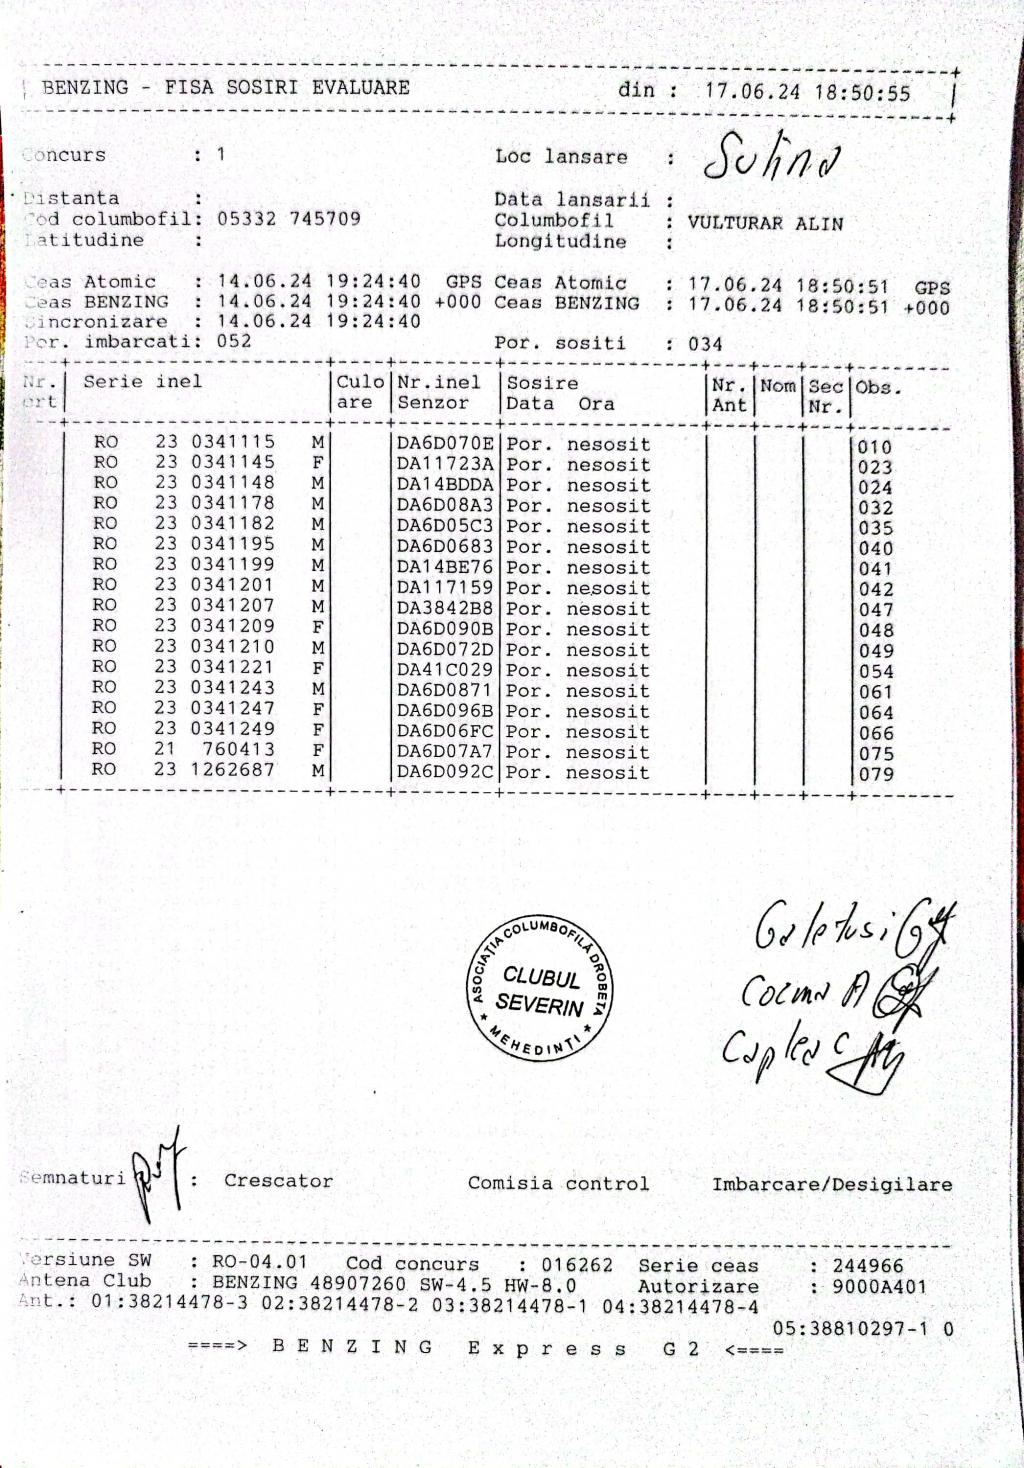 BENZING - FISA SOSIRI EVALUARE din : 17.06.24 18:50:55
Concurs : 1 Loc lansare : Sulina
Distanta : Data lansarii :
Cod columbofil: 05332 745709 Columbofil : VULTURAR ALIN
Latitudine : Longitudine :
Ceas Atomic : 14.06.24 19:24:40 GPS Ceas Atomic : 17.06.24 18:50:51 GPS
Ceas BENZING : 14.06.24 19:24:40 +000 Ceas BENZING : 17.06.24 18:50:51 +000
Sincronizare : 14.06.24 19:24:40
Por. imbarcati: 052 Por. sositi : 034
Nr. Serie inel Culo Nr.inel Sosire Nr. Nom Sec Obs.
crt are Senzor Data Ora Ant Nr.
RO 23 0341115 M DA6D070E Por. nesosit 010
RO 23 0341145 F DA11723A Por. nesosit 023
RO 23 0341148 M DA14BDDA Por. nesosit 024
RO 23 0341178 M DA6D08A3 Por. nesosit 032
RO 23 0341182 M DA6D05C3 Por. nesosit 035
RO 23 0341195 M DA6D0683 Por. nesosit 040
RO 23 0341199 M DA14BE76 Por. nesosit 041
RO 23 0341201 M DA117159 Por. nesosit 042
RO 23 0341207 M DA3842B8 Por. nesosit 047
RO 23 0341209 F DA6D090B Por. nesosit 048
RO 23 0341210 M DA6D072D Por. nesosit 049
RO 23 0341221 F DA41C029 Por. nesosit 054
RO 23 0341243 M DA6D0871 Por. nesosit 061
RO 23 0341247 F DA6D096B Por. nesosit 064
RO 23 0341249 F DA6D06FC Por. nesosit 066
RO 21 760413 F DA6D07A7 Por. nesosit 075
RO 23 1262687 M DA6D092C Por. nesosit 079
ASOCIAȚIA COLUMBOFILĂ DROBETA
CLUBUL
SEVERIN
MEHEDINTI
Galetusi G
Cocma A
Caplea C
Semnaturi : Crescator Comisia control Imbarcare/Desigilare
Versiune SW : RO-04.01 Cod concurs : 016262 Serie ceas : 244966
Antena Club : BENZING 48907260 SW-4.5 HW-8.0 Autorizare : 9000A401
Ant.: 01:38214478-3 02:38214478-2 03:38214478-1 04:38214478-4
05:38810297-1 0
====> B E N Z I N G E x p r e s s G 2 <====